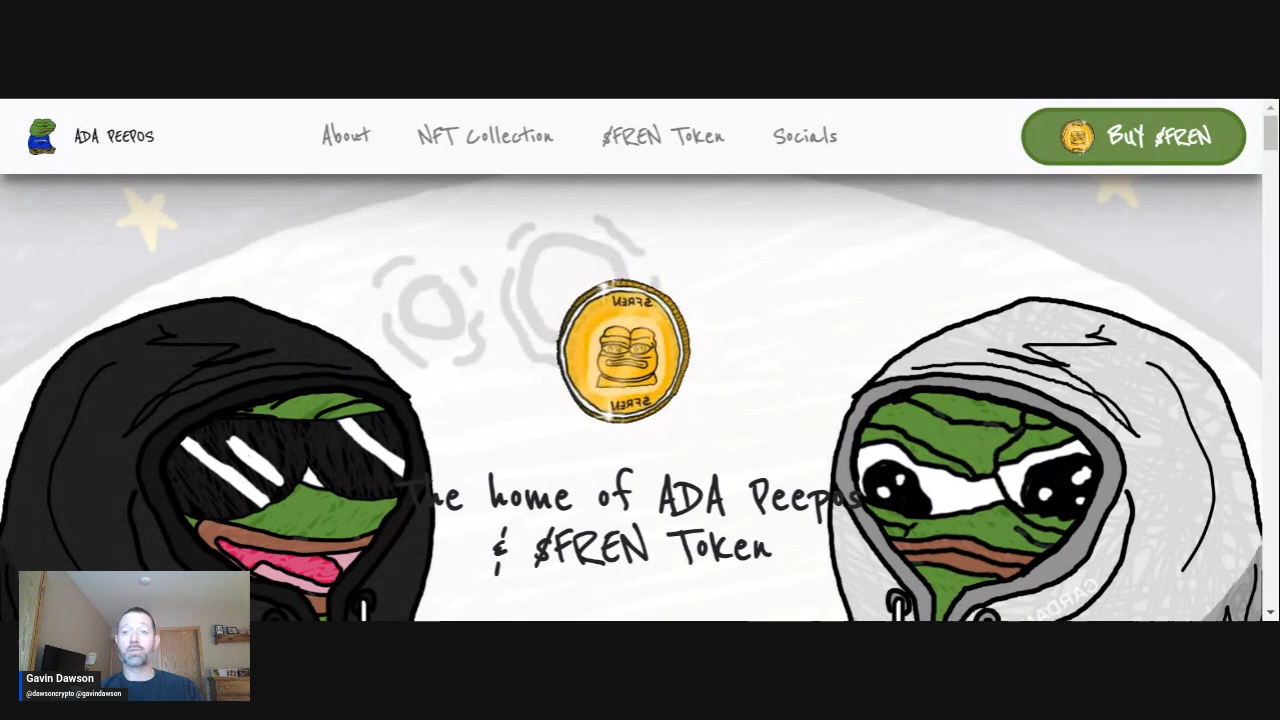 ADA PEEPOS
About
NFT Collection
$FREN Token
Socials
BUY $FREN
$FREN
$FREN
The home of ADA Peepos
& $FREN Token
CARDA
Gavin Dawson
@dawsoncrypto @gavindawson